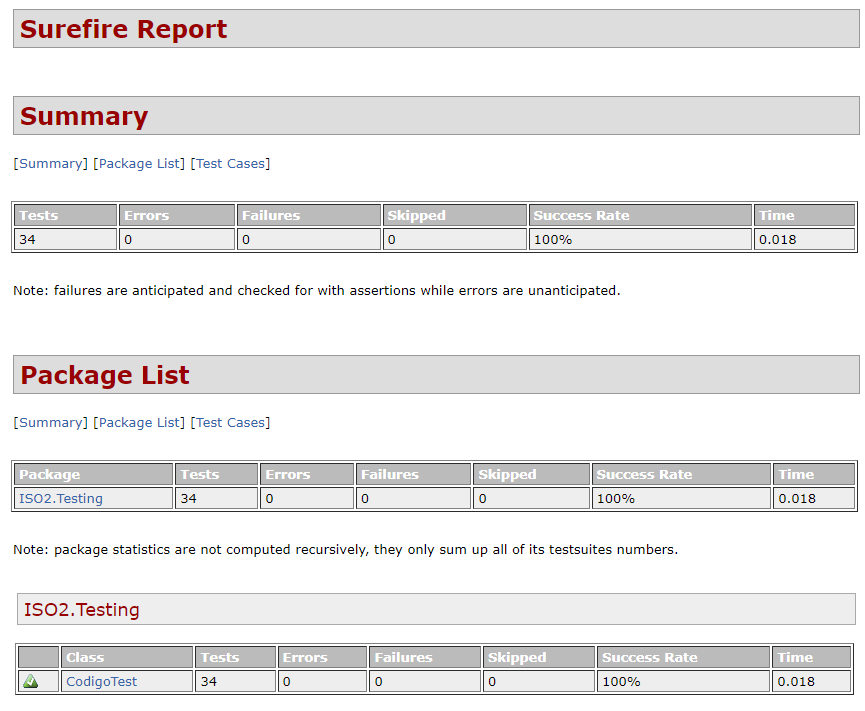 Surefire Report
Summary
[Summary] [Package List] [Test Cases]
Tests Errors Failures Skipped Success Rate Time
34 0 0 0 100% 0.018
Note: failures are anticipated and checked for with assertions while errors are unanticipated.
Package List
[Summary] [Package List] [Test Cases]
Package Tests Errors Failures Skipped Success Rate Time
ISO2.Testing 34 0 0 0 100% 0.018
Note: package statistics are not computed recursively, they only sum up all of its testsuites numbers.
ISO2.Testing
Class Tests Errors Failures Skipped Success Rate Time
CodigoTest 34 0 0 0 100% 0.018